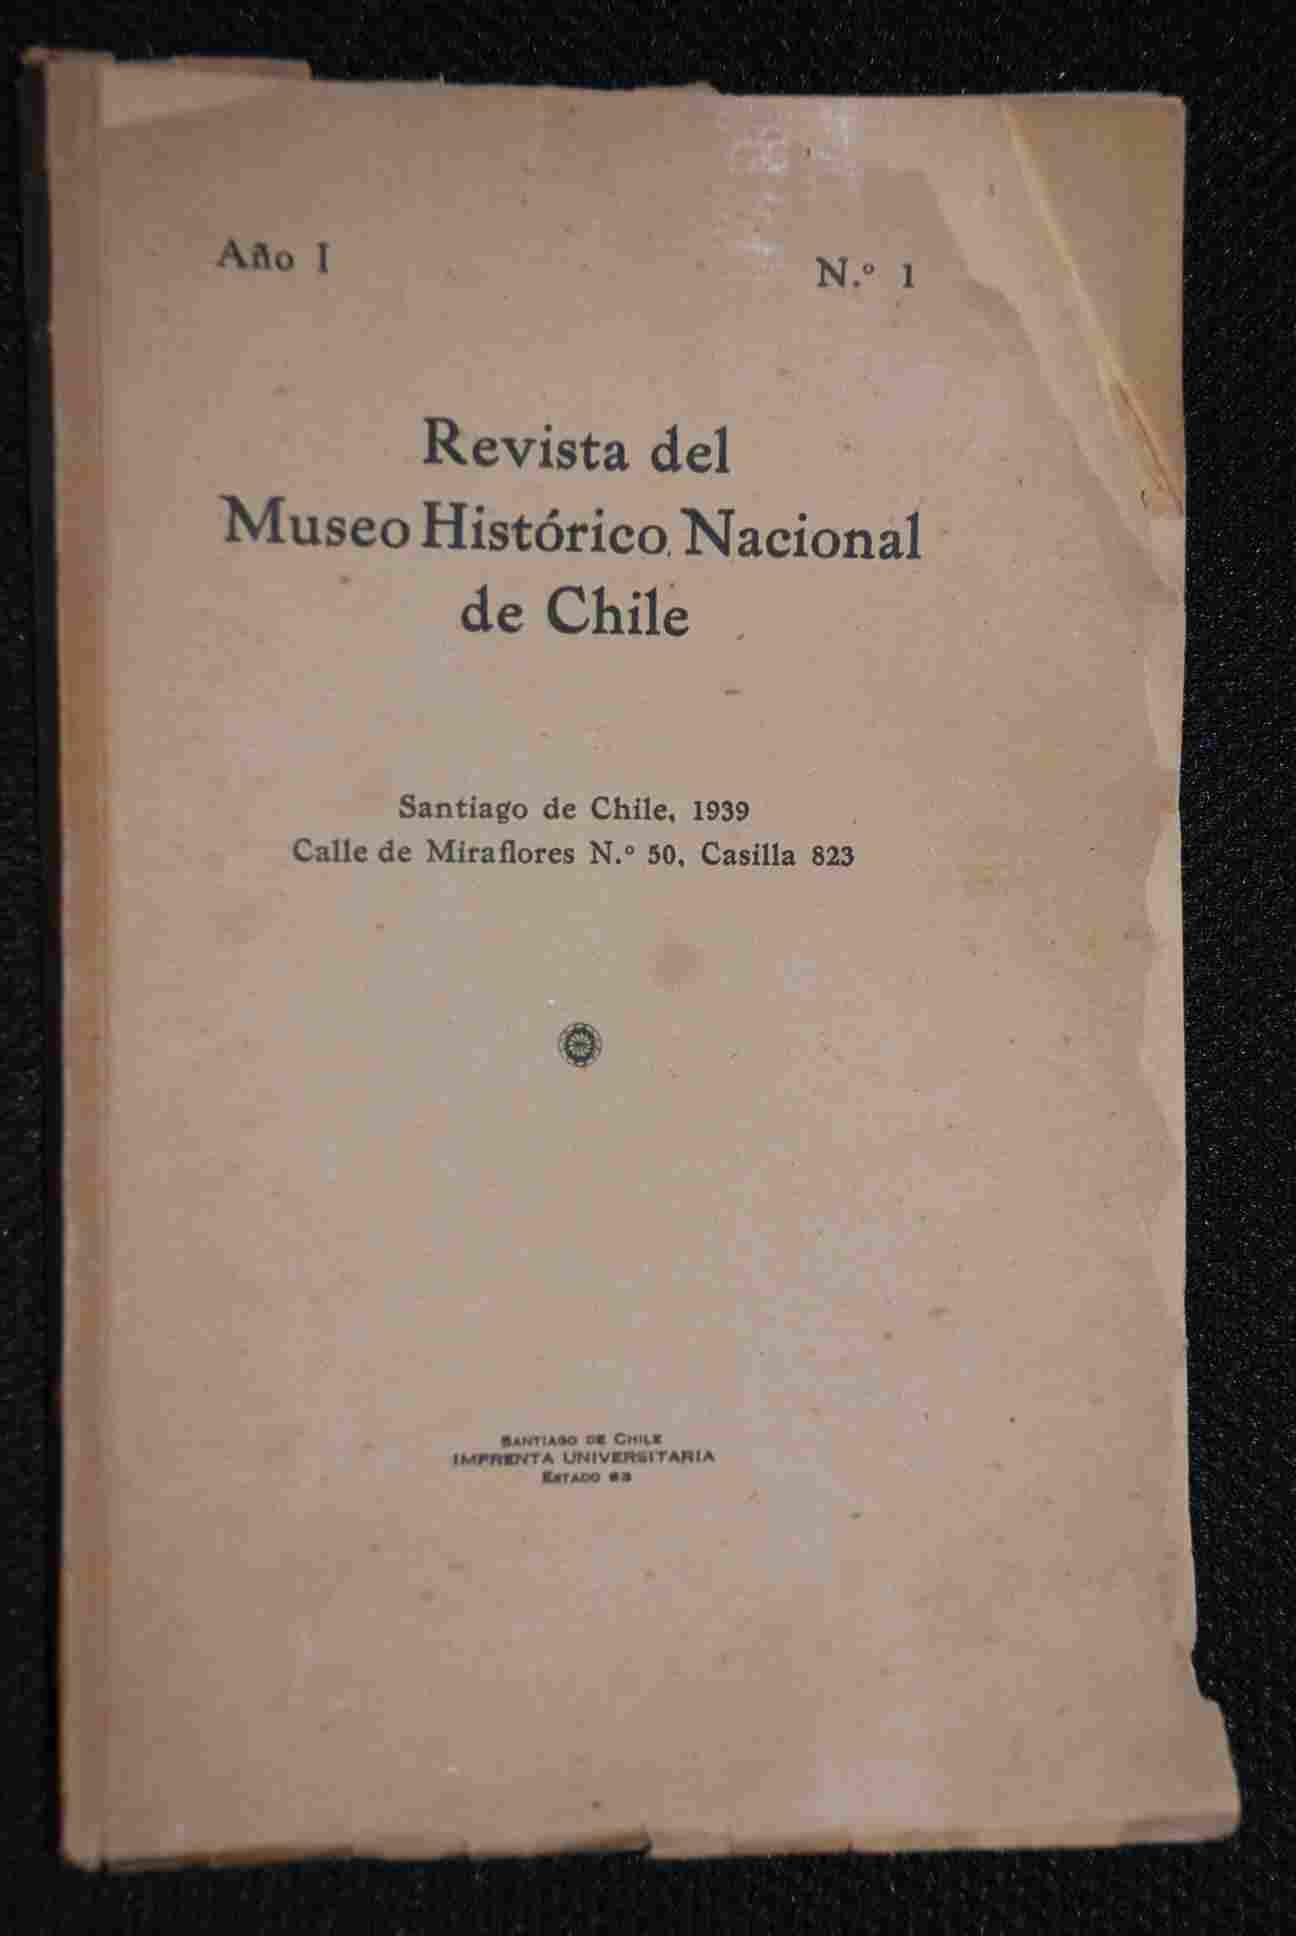 Año I
N.º 1
Revista del
Museo Histórico Nacional
de Chile
Santiago de Chile, 1939
Calle de Miraflores N.º 50, Casilla 823
SANTIAGO DE CHILE
IMPRENTA UNIVERSITARIA
ESTADO 63